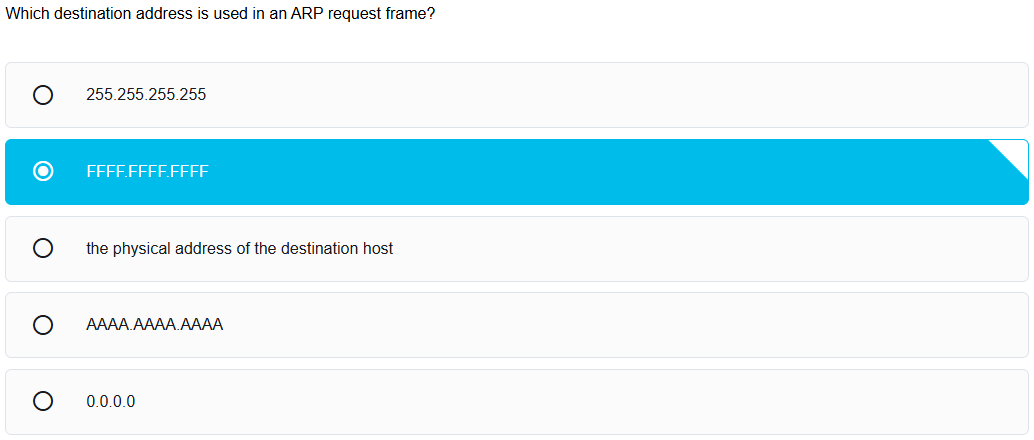 Which destination address is used in an ARP request frame?
255.255.255.255
FFFF.FFFF.FFFF
the physical address of the destination host
AAAA.AAAA.AAAA
0.0.0.0